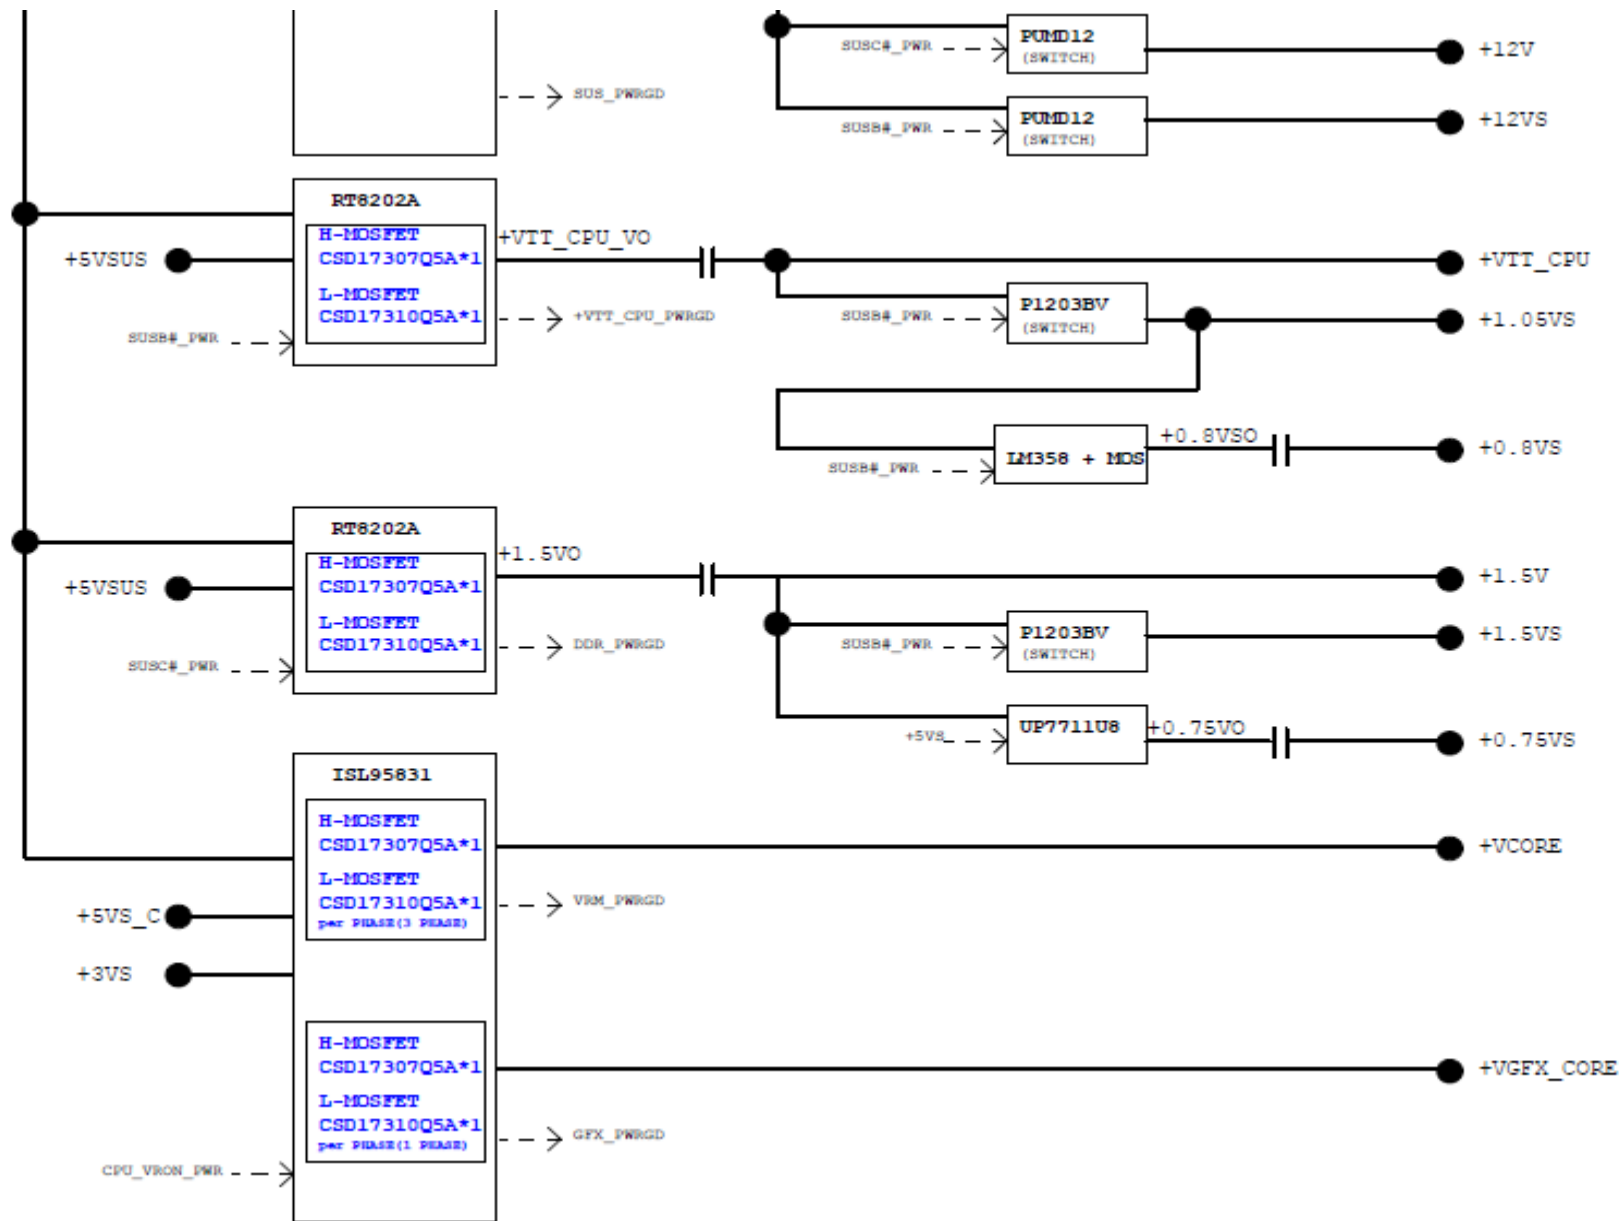 SUSC#_PWR
PUMD12
(SWITCH)
+12V
SUS_PWRGD
SUSB#_PWR
PUMD12
(SWITCH)
+12VS
RT8202A
H-MOSFET
CSD17307Q5A*1
L-MOSFET
CSD17310Q5A*1
+5VSUS
SUSB#_PWR
+VTT_CPU_VO
+VTT_CPU_PWRGD
+VTT_CPU
SUSB#_PWR
P1203BV
(SWITCH)
+1.05VS
SUSB#_PWR
LM358 + MOS
+0.8VSO
+0.8VS
RT8202A
H-MOSFET
CSD17307Q5A*1
L-MOSFET
CSD17310Q5A*1
+5VSUS
SUSC#_PWR
+1.5VO
DDR_PWRGD
+1.5V
SUSB#_PWR
P1203BV
(SWITCH)
+1.5VS
+5VS
UP7711U8
+0.75VO
+0.75VS
ISL95831
H-MOSFET
CSD17307Q5A*1
L-MOSFET
CSD17310Q5A*1
per PHASE(3 PHASE)
+5VS_C
+3VS
VRM_PWRGD
+VCORE
H-MOSFET
CSD17307Q5A*1
L-MOSFET
CSD17310Q5A*1
per PHASE(1 PHASE)
CPU_VRON_PWR
GFX_PWRGD
+VGFX_CORE